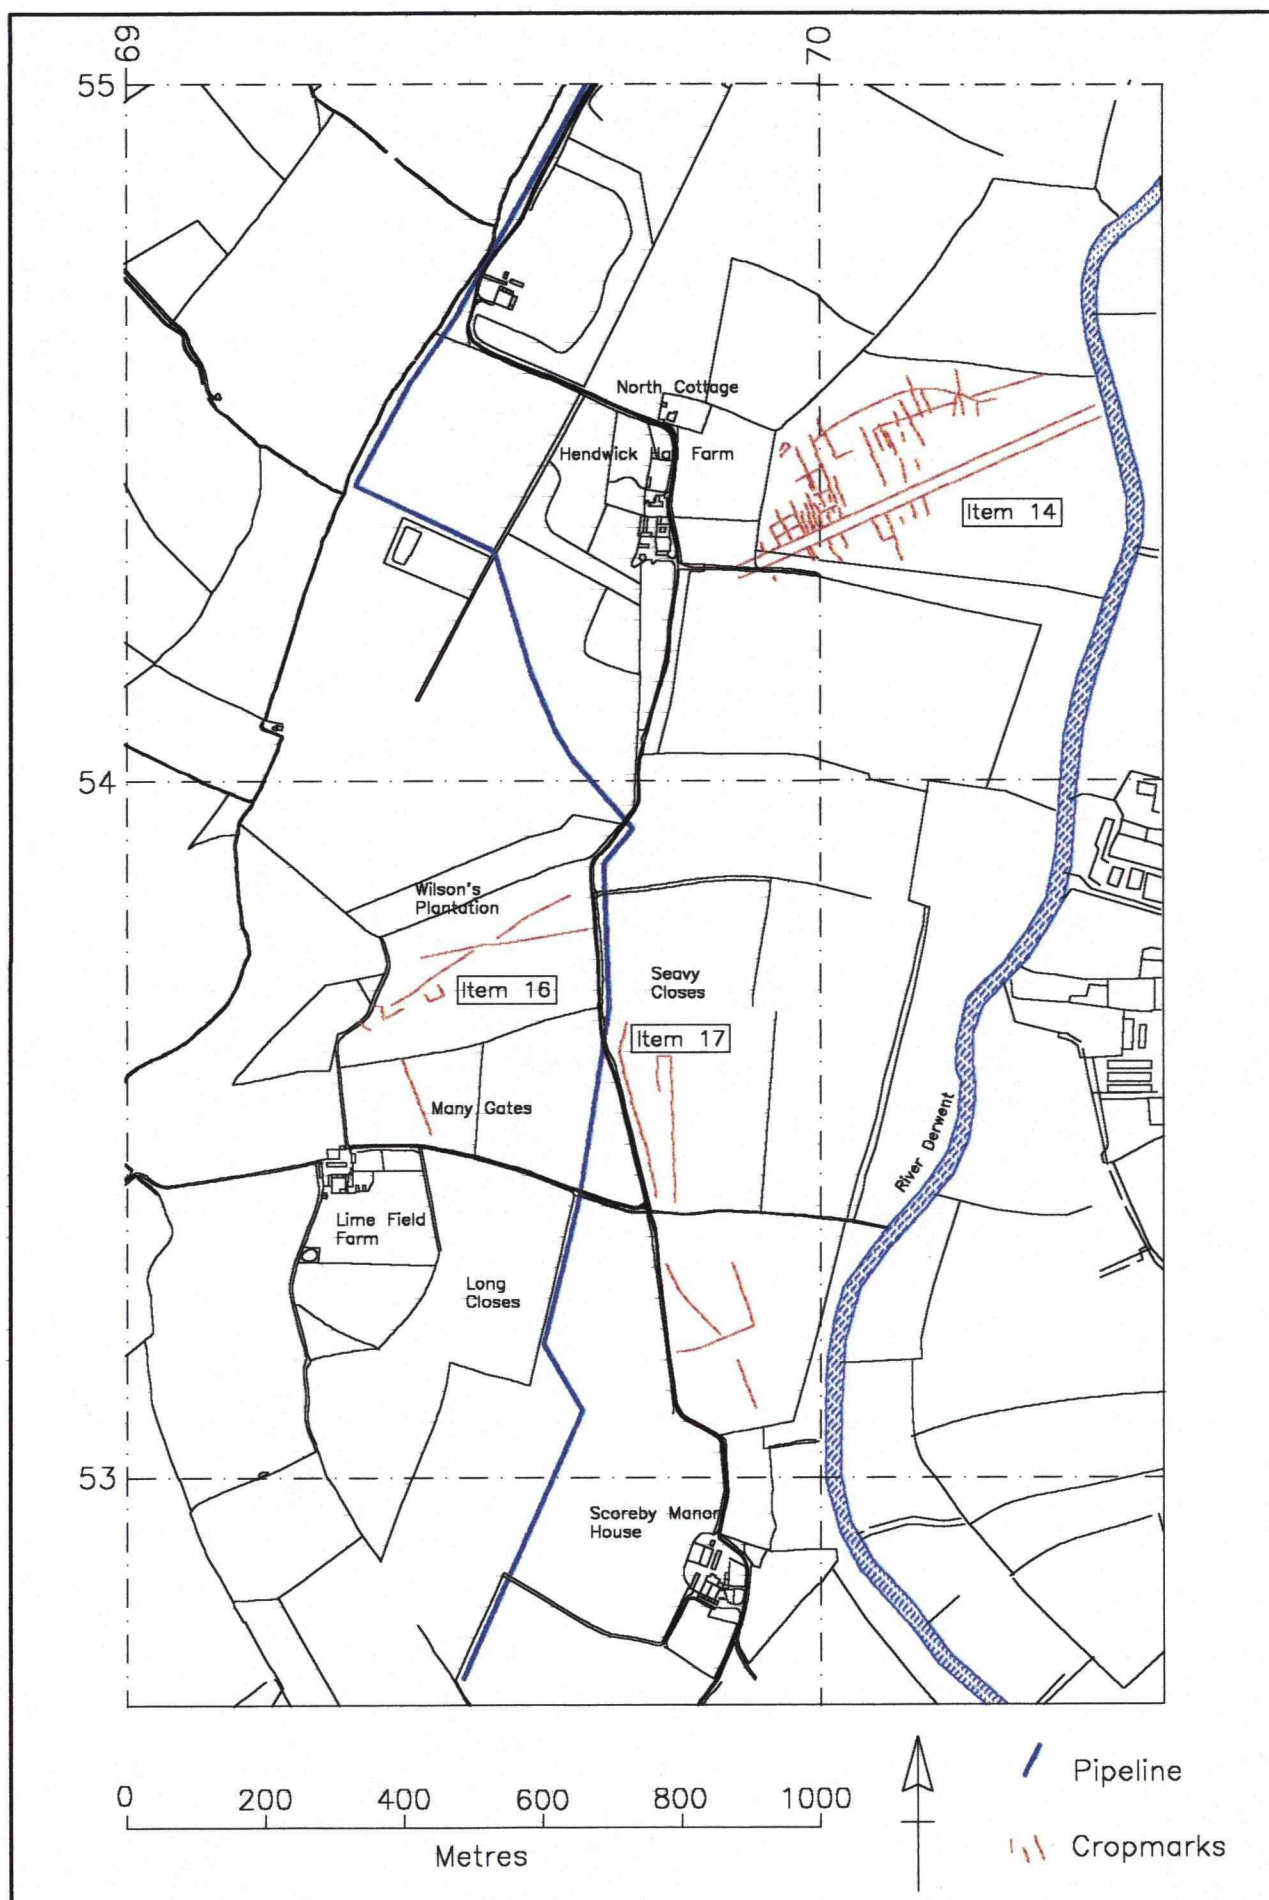 69
70
55
North Cottage
Hendwick Hall Farm
Item 14
54
Wilson's
Plantation
Item 16
Seavy
Closes
Item 17
Many Gates
River Derwent
Lime Field
Farm
Long
Closes
53
Scoreby Manor
House
0 200 400 600 800 1000
Metres
Pipeline
Cropmarks